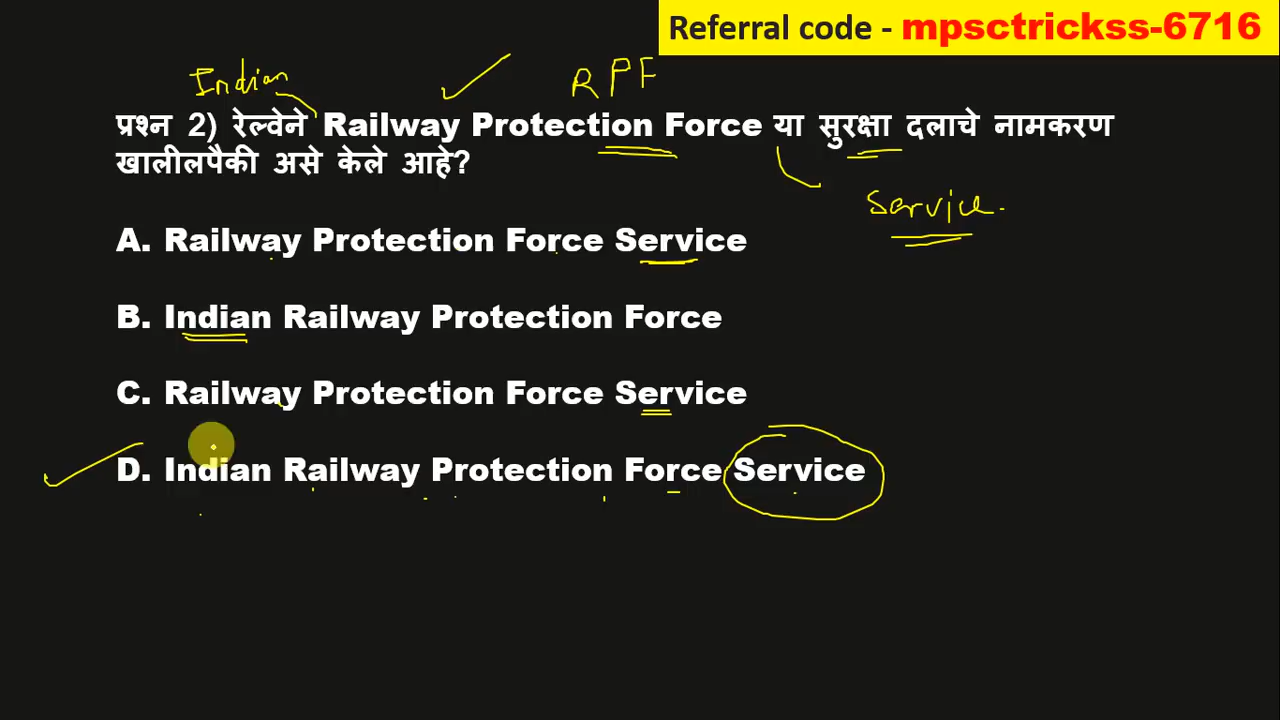 Referral code - mpsctrickss-6716
Indian RPF
प्रश्न 2) रेल्वेने Railway Protection Force या सुरक्षा दलाचे नामकरण
खालीलपैकी असे केले आहे?
Service.
A. Railway Protection Force Service
B. Indian Railway Protection Force
C. Railway Protection Force Service
D. Indian Railway Protection Force Service